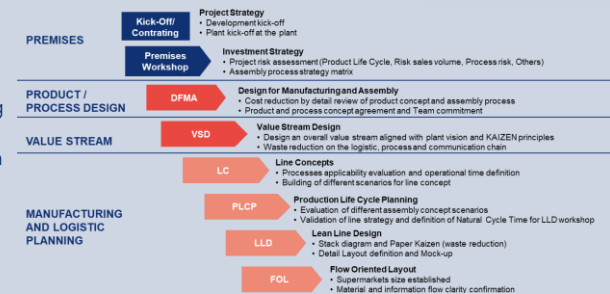 Kick-Off/
Contrating
Project Strategy
• Development kick-off
• Plant kick-off at the risk
PREMISES
Premises
Workshop
Investment Strategy
• Project risk assessment (Product Life Cycle, Risk sales volume, Process risk, Others)
• Assembly process strategy matrix
PRODUCT /
PROCESS DESIGN
DFMA
Design for Manufacturing and Assembly
• Cost reduction by detail review of product concept and assembly process
• Product and process concept agreement and Team commitment
VALUE STREAM
VSD
Value Stream Design
• Design an overall value stream aligned with plant vision and KAIZEN principles
• Waste reduction on the logistic, process and communication chain
LC
Line Concepts
• Processes applicability evaluation and operational time definition
• Building of different scenarios for line concept
MANUFACTURING
AND LOGISTIC
PLANNING
PLCP
Production Life Cycle Planning
• Evaluation of different assembly concept scenarios
• Validation of line strategy and definition of Natural Cycle Time for LLD workshop
LLD
Lean Line Design
• Stack diagram and Paper Kaizen (waste reduction)
• Detail Layout definition and Mock-up
FOL
Flow Oriented Layout
• Supermarkets size established
• Material and information flow clarity confirmation